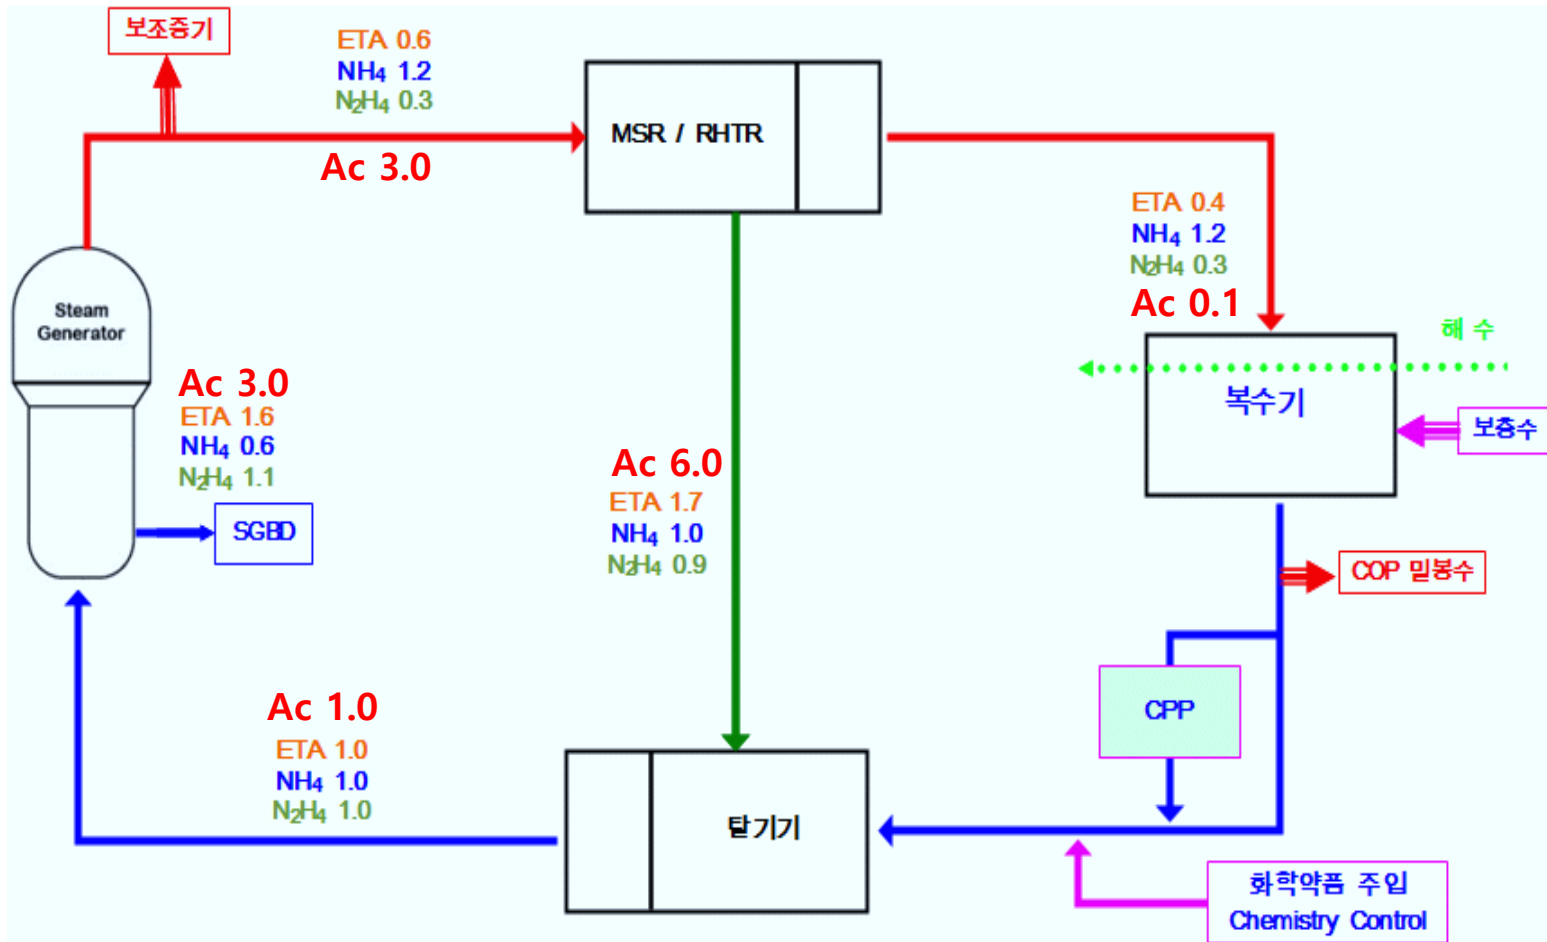 보조증기
ETA 0.6
NH₄ 1.2
N₂H₄ 0.3
Ac 3.0
MSR / RHTR
ETA 0.4
NH₄ 1.2
N₂H₄ 0.3
Ac 0.1
해 수
복수기
보충수
Steam
Generator
Ac 3.0
ETA 1.6
NH₄ 0.6
N₂H₄ 1.1
SGBD
Ac 6.0
ETA 1.7
NH₄ 1.0
N₂H₄ 0.9
COP 밀봉수
CPP
Ac 1.0
ETA 1.0
NH₄ 1.0
N₂H₄ 1.0
탈기기
화학약품 주입
Chemistry Control